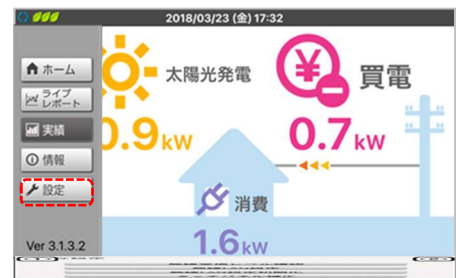 2018/03/23 (金) 17:32
ホーム
ライブ
レポート
実績
情報
設定
Ver 3.1.3.2
太陽光発電
0.9kW
買電
0.7kW
消費
1.6kW